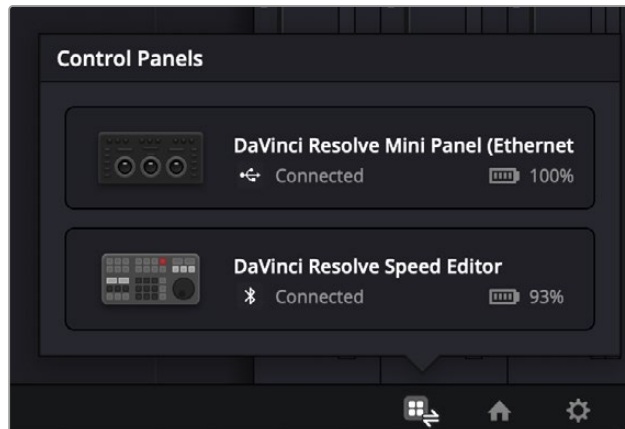 Control Panels
DaVinci Resolve Mini Panel (Ethernet
Connected 100%
DaVinci Resolve Speed Editor
Connected 93%